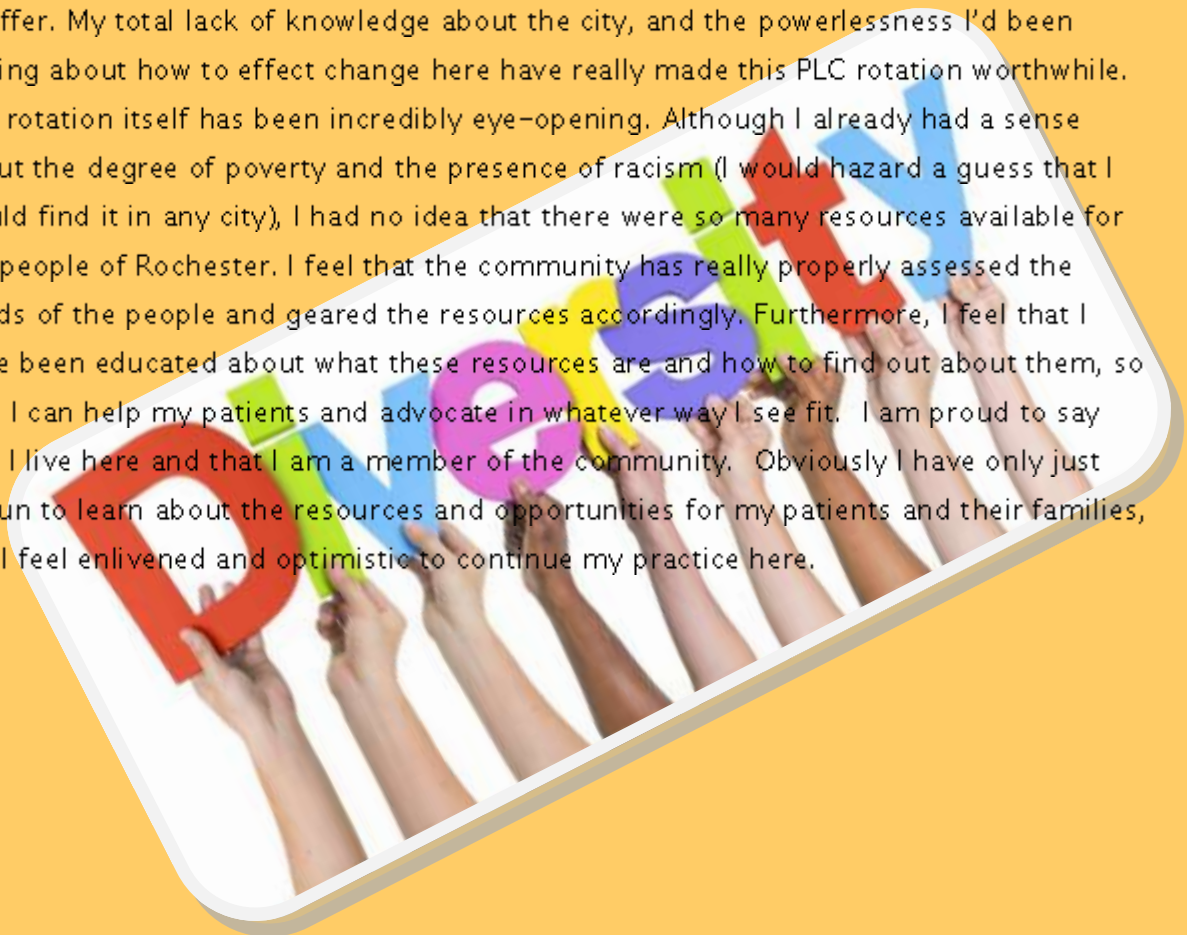 ffer. My total lack of knowledge about the city, and the powerlessness I'd been
ing about how to effect change here have really made this PLC rotation worthwhile.
rotation itself has been incredibly eye-opening. Although I already had a sense
ut the degree of poverty and the presence of racism (I would hazard a guess that I
ld find it in any city), I had no idea that there were so many resources available for
people of Rochester. I feel that the community has really properly assessed the
ds of the people and geared the resources accordingly. Furthermore, I feel that I
e been educated about what these resources are and how to find out about them, so
I can help my patients and advocate in whatever way I see fit.  I am proud to say
I live here and that I am a member of the community.  Obviously I have only just
un to learn about the resources and opportunities for my patients and their families,
I feel enlivened and optimistic to continue my practice here.
Diversity